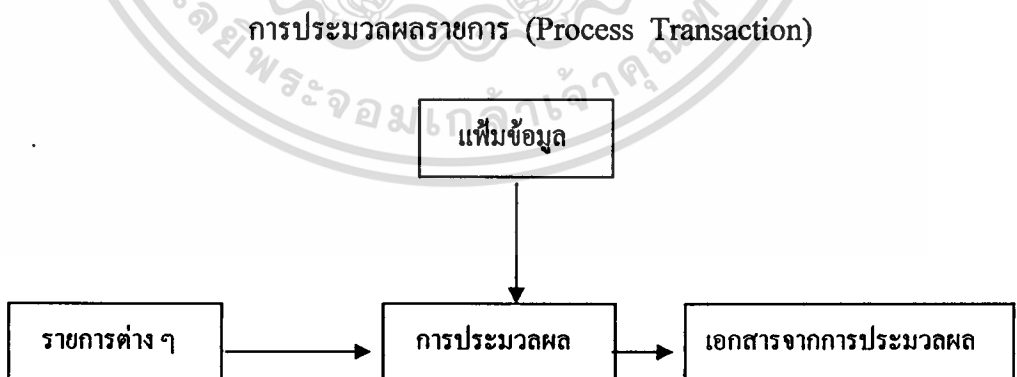 การประมวลผลรายการ (Process Transaction)
แฟ้มข้อมูล
รายการต่าง ๆ
การประมวลผล
เอกสารจากการประมวลผล